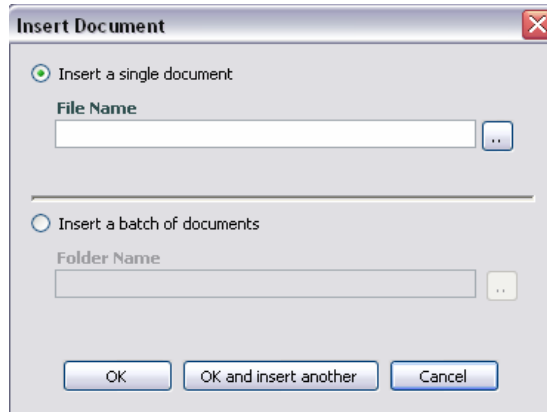 Insert Document
Insert a single document
File Name
..
Insert a batch of documents
Folder Name
..
OK OK and insert another Cancel